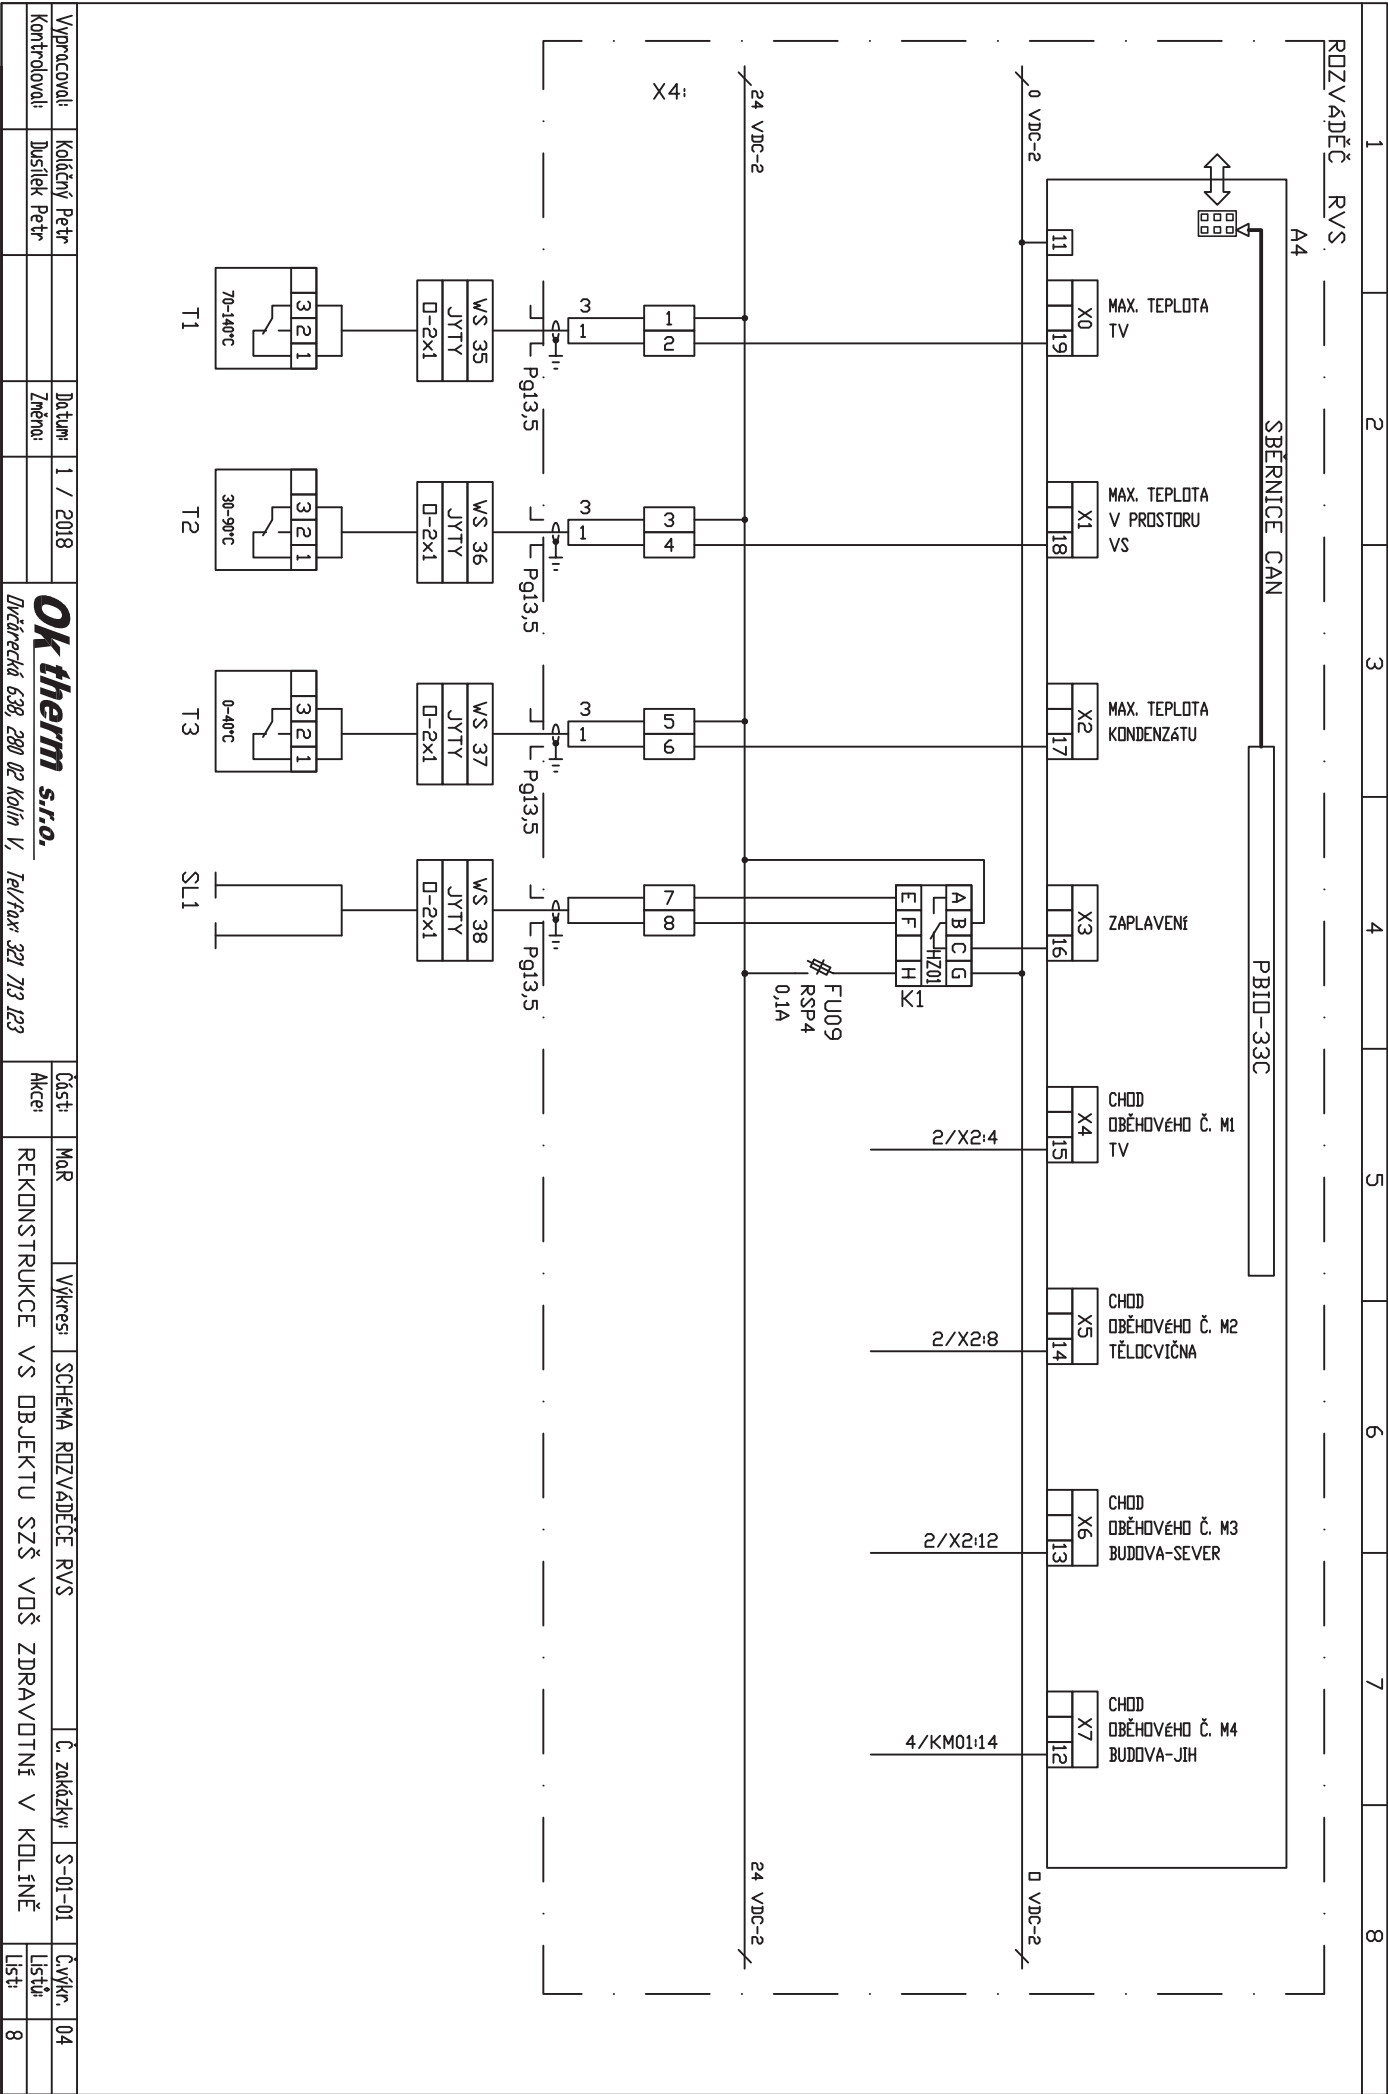 1 2 3 4 5 6 7 8
ROZVÁDĚČ RVS
A4
SBĚRNICE CAN
PBIO-33C
MAX. TEPLOTA
TV
MAX. TEPLOTA
V PROSTORU
VS
MAX. TEPLOTA
KONDENZÁTU
ZAPLAVENÍ
CHOD
OBĚHOVÉHO Č. M1
TV
CHOD
OBĚHOVÉHO Č. M2
TĚLOCVIČNA
CHOD
OBĚHOVÉHO Č. M3
BUDOVA-SEVER
CHOD
OBĚHOVÉHO Č. M4
BUDOVA-JIH
X0 X1 X2 X3 X4 X5 X6 X7
11 19 18 17 16 15 14 13 12
0 VDC-2
0 VDC-2
A B C G
HZ01
E F H
K1
2/X2:4
2/X2:8
2/X2:12
4/KM01:14
FU09
RSP4
0,1A
24 VDC-2
24 VDC-2
X4:
1 2 3 4 5 6 7 8
3 1 3 1 3 1
Pg13,5 Pg13,5 Pg13,5 Pg13,5
WS 35
JYTY
O-2x1
WS 36
JYTY
O-2x1
WS 37
JYTY
O-2x1
WS 38
JYTY
O-2x1
3 2 1
70-140°C
T1
3 2 1
30-90°C
T2
3 2 1
0-40°C
T3
SL1
Vypracoval: Koláčný Petr
Kontroloval: Dusílek Petr
Datum: 1 / 2018
Změna:
Ok therm s.r.o.
Ovčárecká 638, 280 02 Kolín V, Tel/fax: 321 713 123
Část: MaR
Výkres: SCHÉMA ROZVÁDĚČE RVS
Č. zakázky: S-01-01
Č.výkr. 04
Akce: REKONSTRUKCE VS OBJEKTU SZŠ VOŠ ZDRAVOTNÍ V KOLÍNĚ
Listů:
List: 8